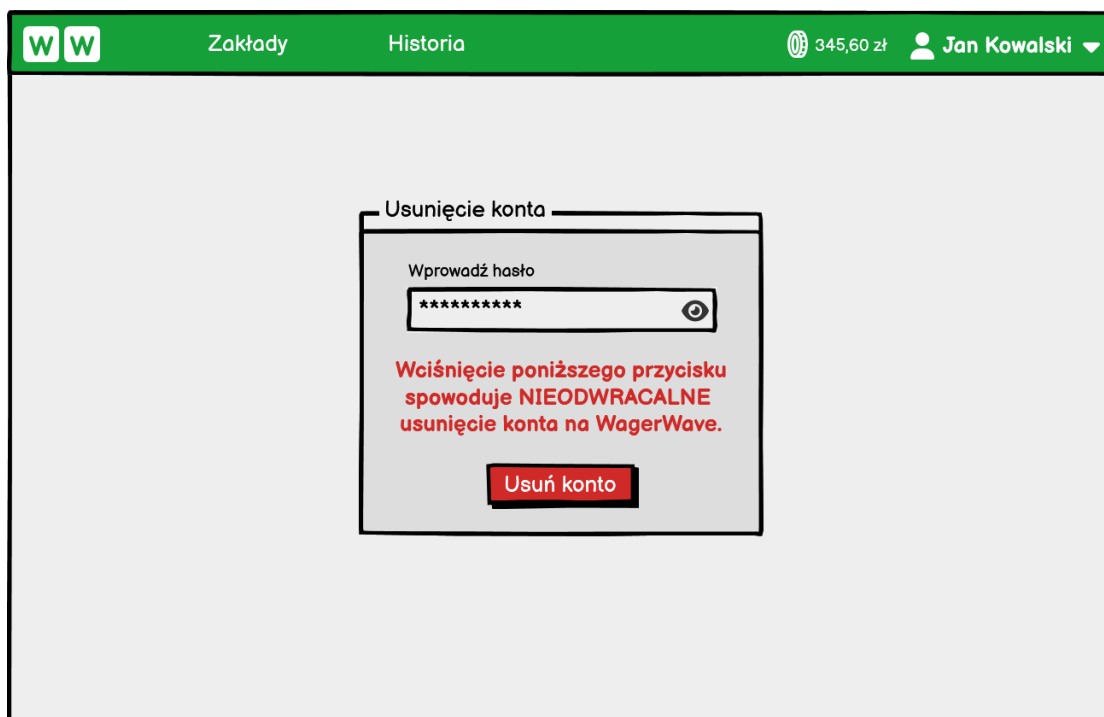 W W Zakłady Historia 345,60 zł Jan Kowalski
Usunięcie konta
Wprowadź hasło
**********
Wciśnięcie poniższego przycisku
spowoduje NIEODWRACALNE
usunięcie konta na WagerWave.
Usuń konto